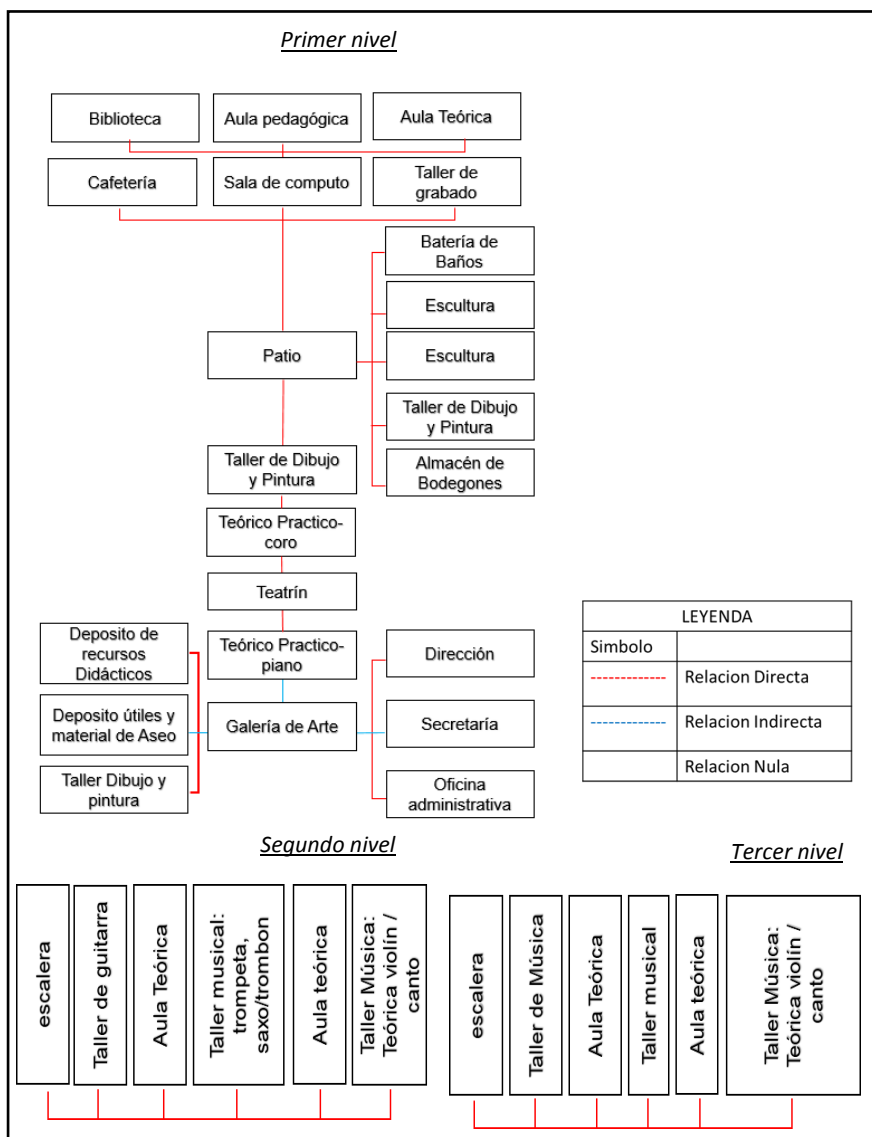 Primer nivel
Biblioteca
Aula pedagógica
Aula Teórica
Cafetería
Sala de computo
Taller de
grabado
Batería de
Baños
Escultura
Patio
Escultura
Taller de Dibujo
y Pintura
Taller de Dibujo
y Pintura
Almacén de
Bodegones
Teórico Practico-
coro
Teatrín
Deposito de
recursos
Didácticos
Teórico Practico-
piano
Dirección
Deposito útiles y
material de Aseo
Galería de Arte
Secretaría
Taller Dibujo y
pintura
Oficina
administrativa
LEYENDA
Simbolo
Relacion Directa
Relacion Indirecta
Relacion Nula
Segundo nivel
escalera
Taller de guitarra
Aula Teórica
Taller musical:
trompeta,
saxo/trombon
Aula teórica
Taller Música:
Teórica violín /
canto
Tercer nivel
escalera
Taller de Música
Aula Teórica
Taller musical
Aula teórica
Taller Música:
Teórica violín /
canto